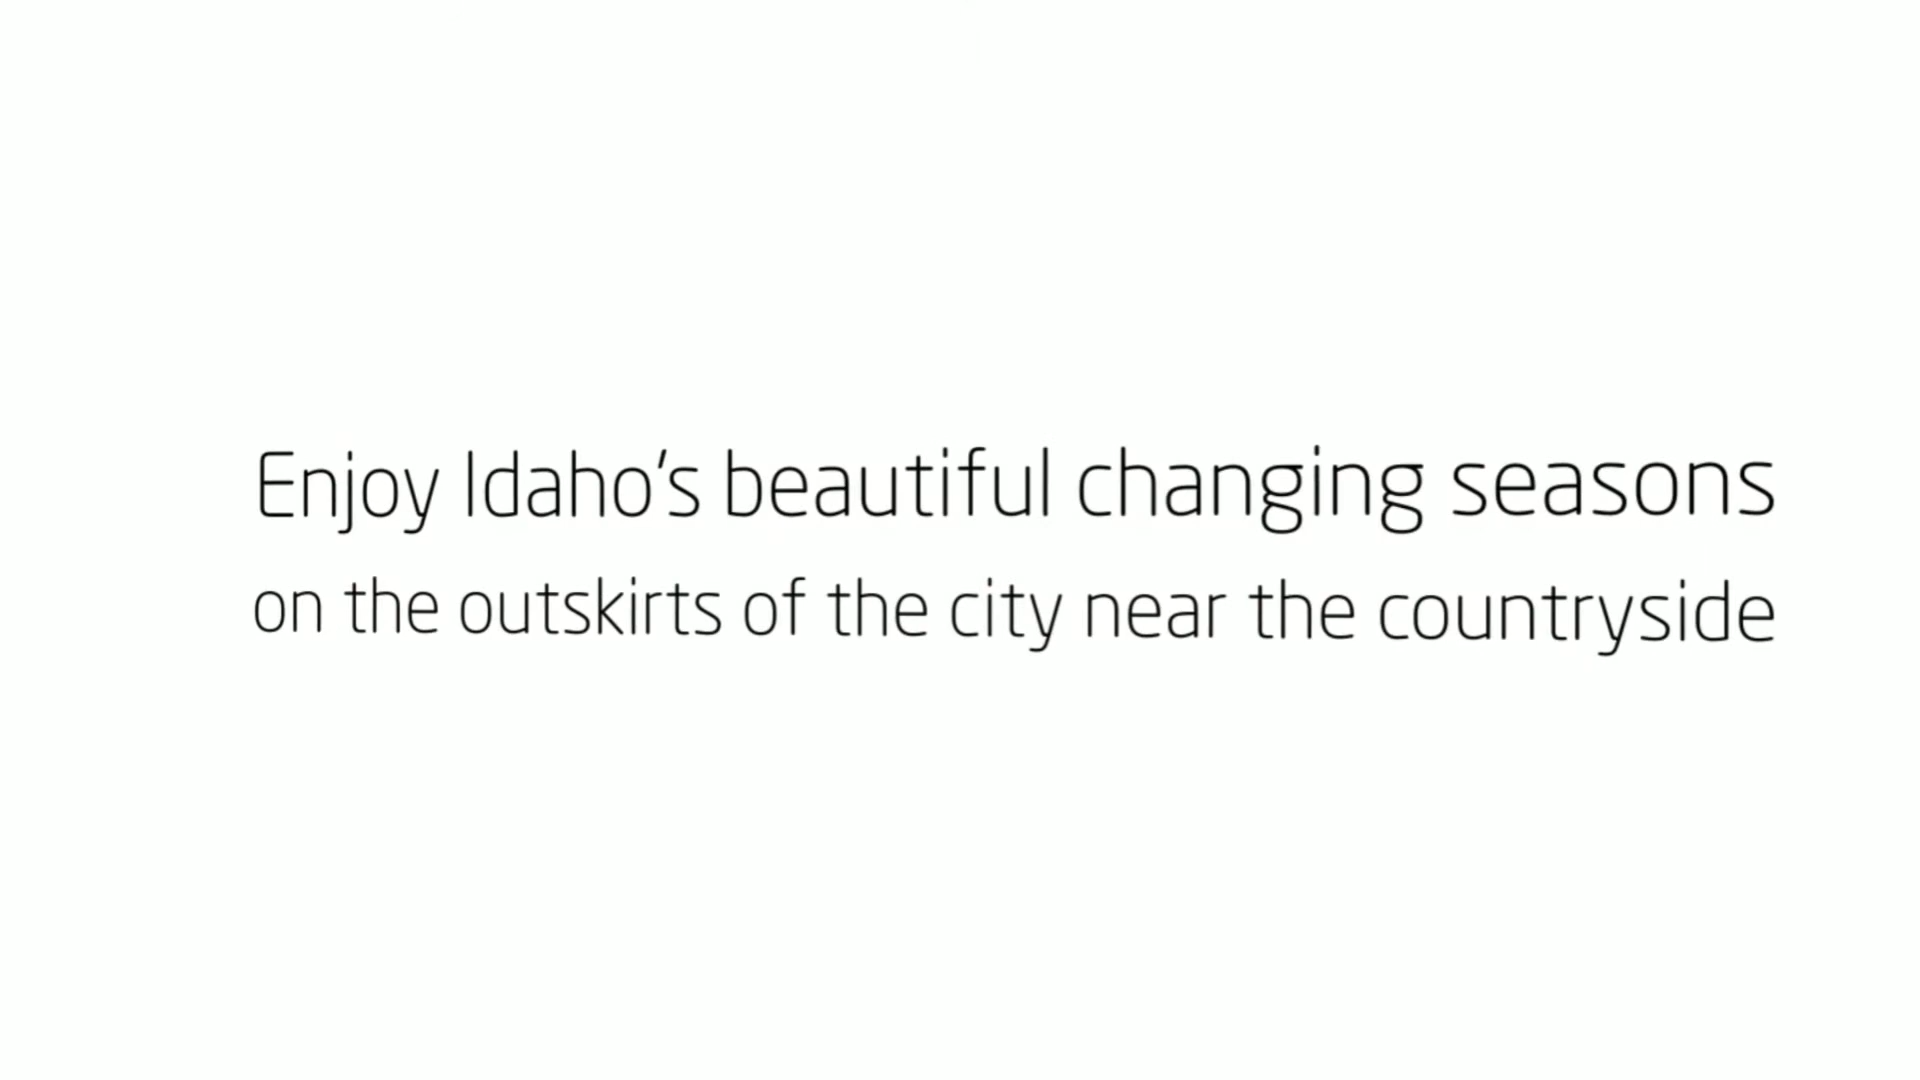 Enjoy Idaho’s beautiful changing seasons
on the outskirts of the city near the countryside